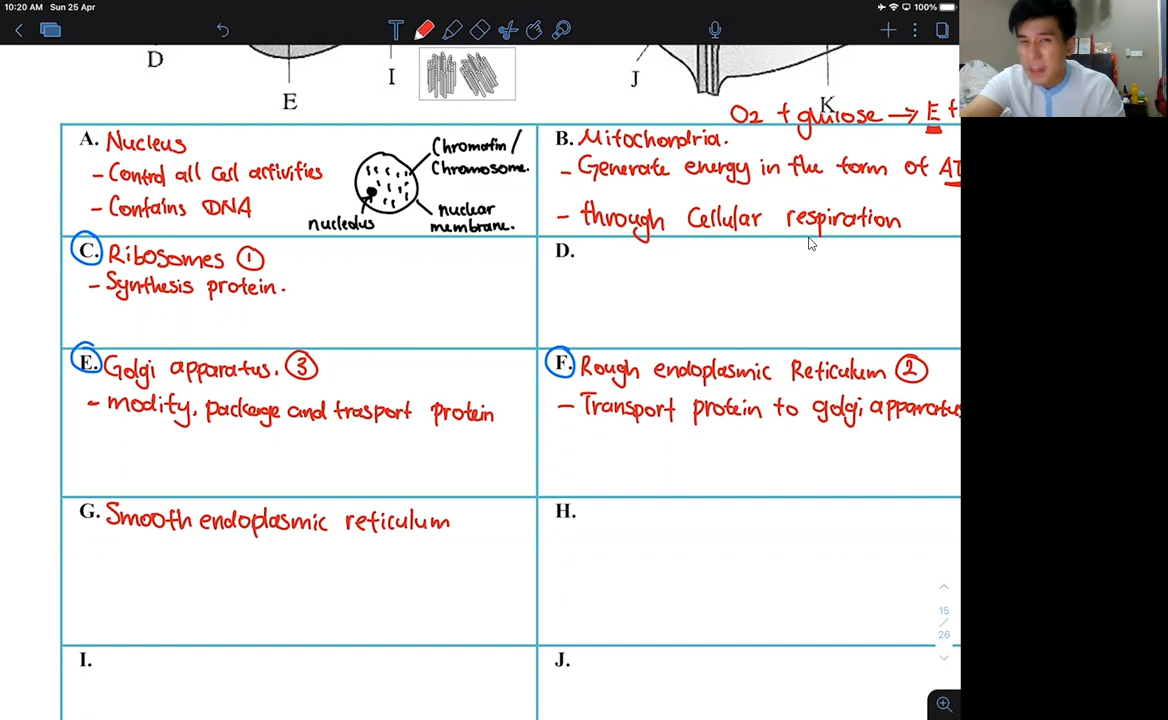 10:20 AM Sun 25 Apr
100%
D
I
E
J
K
O2 + guilose → E +
A. Nucleus
- Control all cell activities
- Contains DNA
Chromatin /
Chromosome.
nucleolus
nuclear
membrane.
B. Mitochondria.
- Generate energy in the form of AT
- through Cellular respiration
C. Ribosomes 1
- Synthesis protein.
D.
E. Golgi apparatus. 3
- modify, package and trasport protein
F. Rough endoplasmic Reticulum 2
- Transport protein to golgi apparatus
G. Smooth endoplasmic reticulum
H.
15
/
26
I.
J.